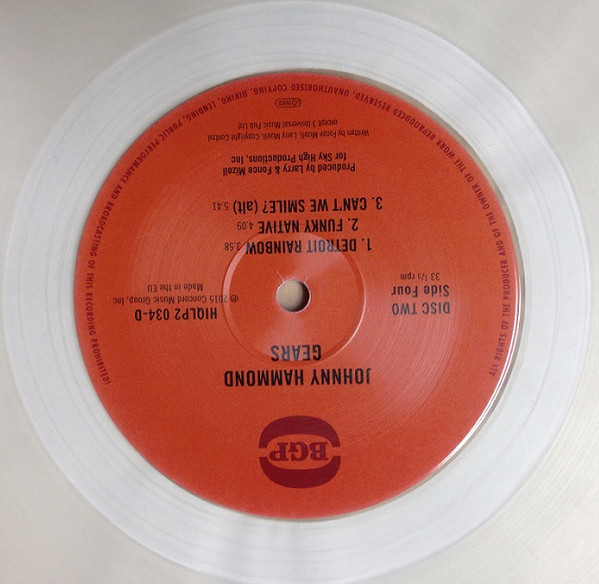 BGP
JOHNNY HAMMOND
GEARS
DISC TWO
Side Four
33 1/3 rpm
HIQLP2 034-D
℗ 2015 Concord Music Group, Inc
Made in the EU
1. DETROIT RAINBOW 3.58
2. FUNKY NATIVE 4.09
3. CAN'T WE SMILE? (alt) 5.41
Produced by Larry & Fonce Mizell
for Sky High Productions, Inc
Written by Fonce Mizell, Larry Mizell, Copyright Control
except 3 Universal Music Pub Ltd
ALL RIGHTS OF THE PRODUCER AND OF THE OWNER OF THE WORK REPRODUCED RESERVED. UNAUTHORISED COPYING, HIRING, LENDING, PUBLIC PERFORMANCE AND BROADCASTING OF THIS RECORDING PROHIBITED